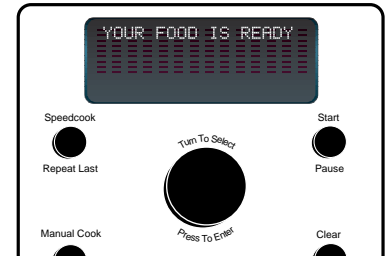 YOUR FOOD IS READY
Speedcook
Start
Turn To Select
Repeat Last
Pause
Manual Cook
Press To Enter
Clear